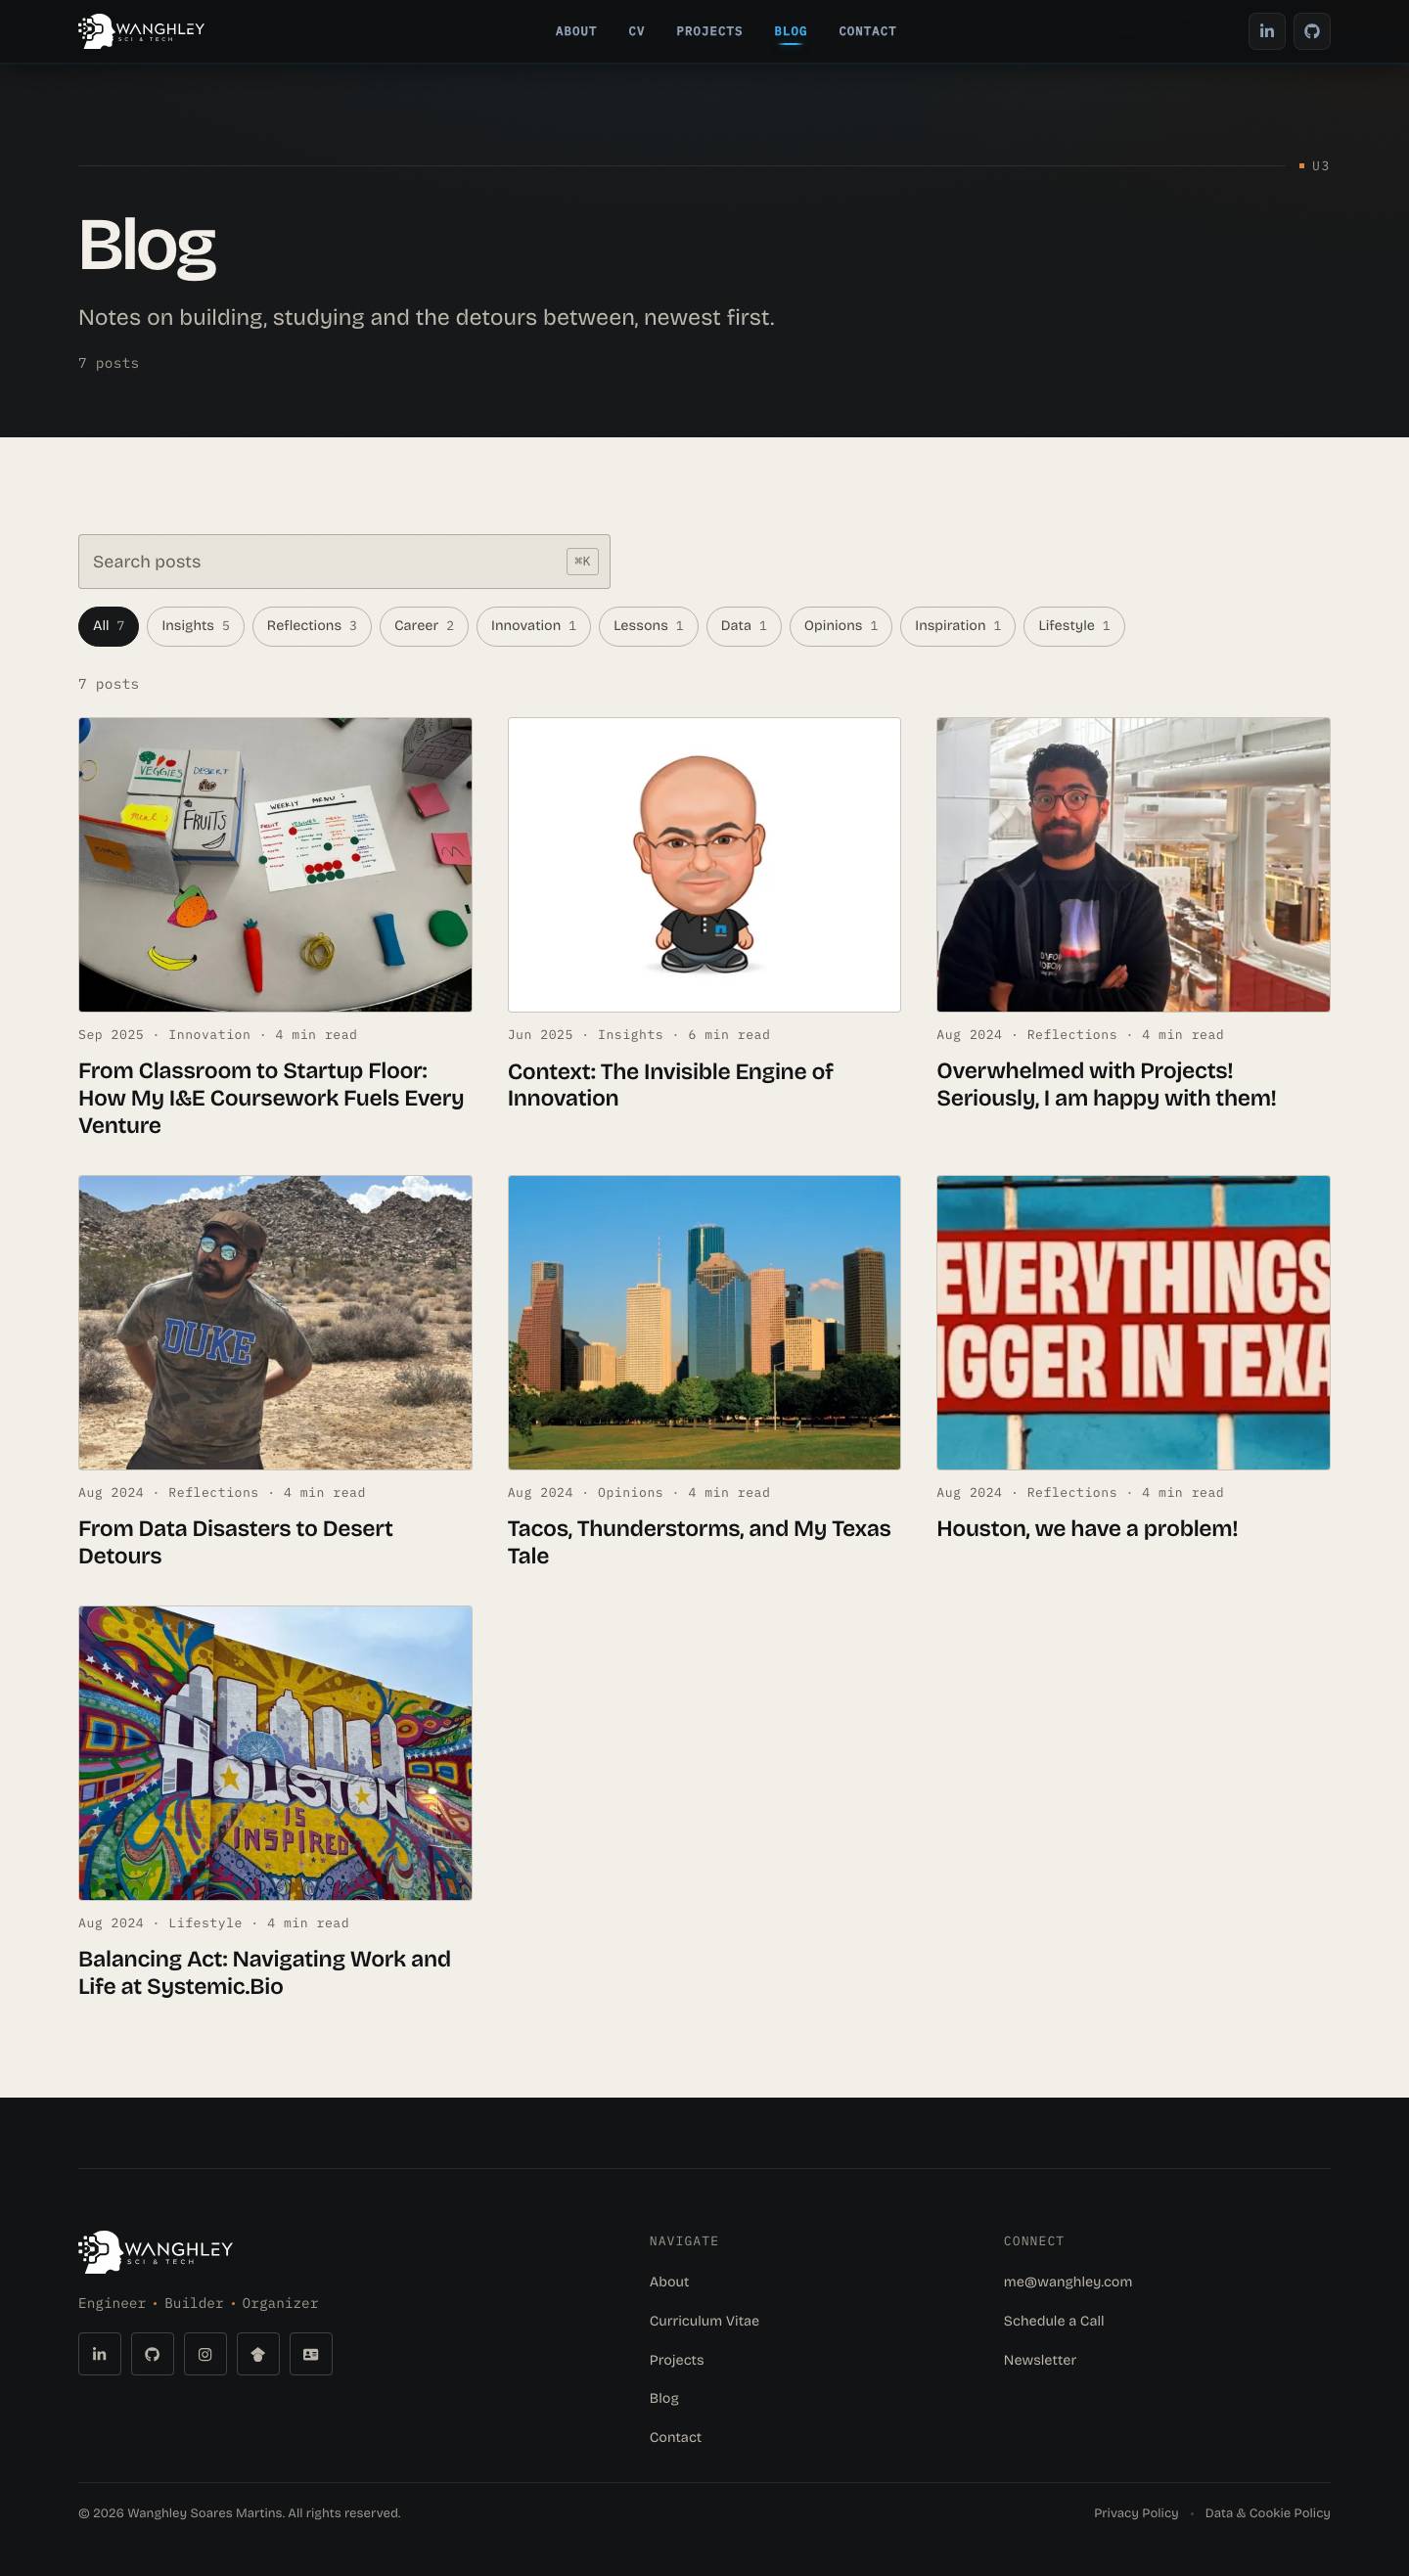 WANGHLEY
SCI & TECH
ABOUT CV PROJECTS BLOG CONTACT
in
U3
Blog
Notes on building, studying and the detours between, newest first.
7 posts
Search posts ⌘K
All 7 Insights 5 Reflections 3 Career 2 Innovation 1 Lessons 1 Data 1 Opinions 1 Inspiration 1 Lifestyle 1
7 posts
VEGGIES
DESERT
FRUITS
WEEKLY MENU :
Sep 2025 · Innovation · 4 min read
From Classroom to Startup Floor:
How My I&E Coursework Fuels Every
Venture
Jun 2025 · Insights · 6 min read
Context: The Invisible Engine of
Innovation
Aug 2024 · Reflections · 4 min read
Overwhelmed with Projects!
Seriously, I am happy with them!
DUKE
EVERYTHINGS
IGGER IN TEXA
Aug 2024 · Reflections · 4 min read
From Data Disasters to Desert
Detours
Aug 2024 · Opinions · 4 min read
Tacos, Thunderstorms, and My Texas
Tale
Aug 2024 · Reflections · 4 min read
Houston, we have a problem!
HOUSTON
IS
INSPIRED
Aug 2024 · Lifestyle · 4 min read
Balancing Act: Navigating Work and
Life at Systemic.Bio
WANGHLEY
SCI & TECH
Engineer • Builder • Organizer
in
NAVIGATE
About
Curriculum Vitae
Projects
Blog
Contact
CONNECT
me@wanghley.com
Schedule a Call
Newsletter
© 2026 Wanghley Soares Martins. All rights reserved.
Privacy Policy • Data & Cookie Policy